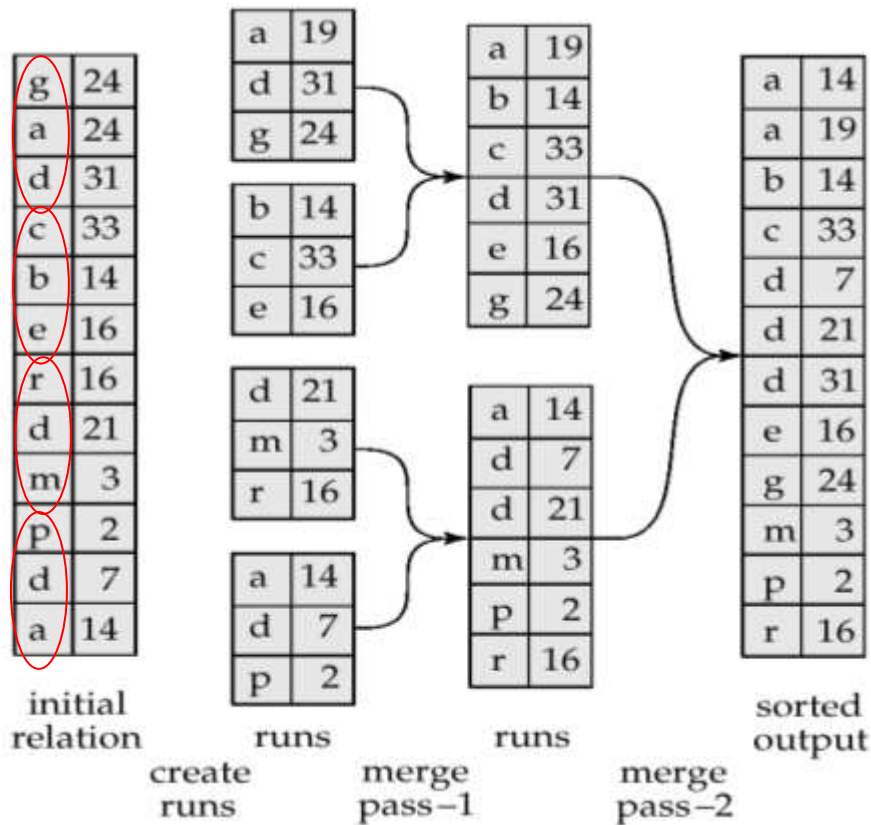 g 24
a 24
d 31
c 33
b 14
e 16
r 16
d 21
m 3
p 2
d 7
a 14
initial
relation
create
runs
a 19
d 31
g 24
b 14
c 33
e 16
d 21
m 3
r 16
a 14
d 7
p 2
runs
merge
pass–1
a 19
b 14
c 33
d 31
e 16
g 24
a 14
d 7
d 21
m 3
p 2
r 16
runs
merge
pass–2
a 14
a 19
b 14
c 33
d 7
d 21
d 31
e 16
g 24
m 3
p 2
r 16
sorted
output